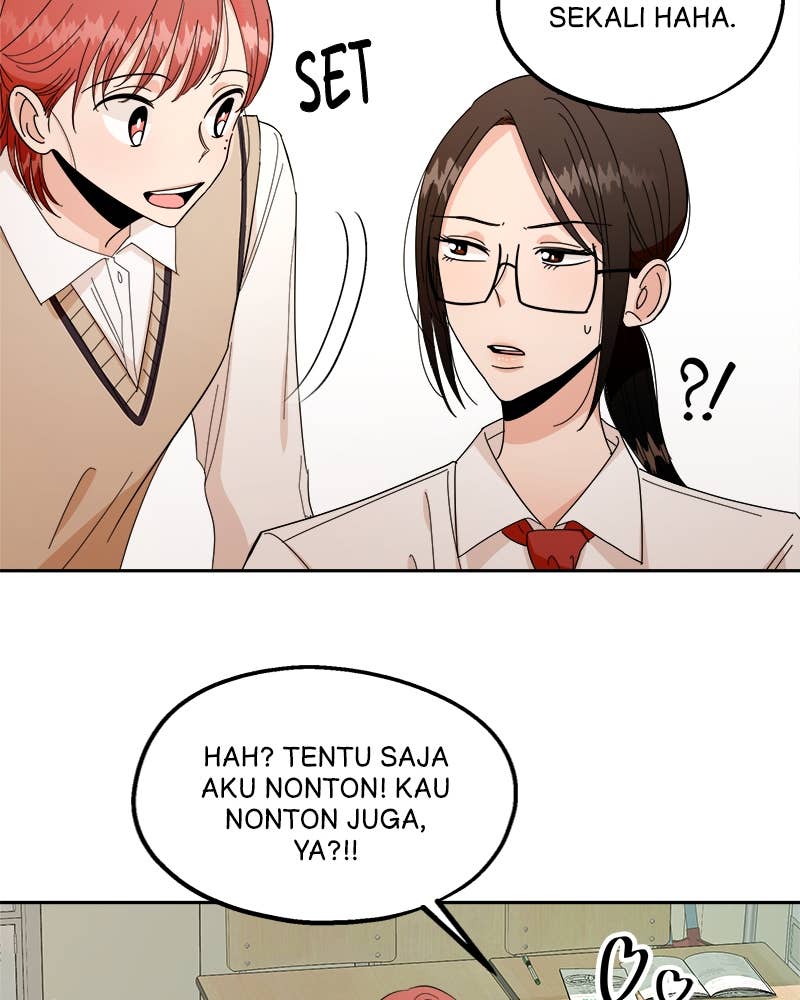 SEKALI HAHA.
SET
?!
HAH? TENTU SAJA
AKU NONTON! KAU
NONTON JUGA,
YA?!!